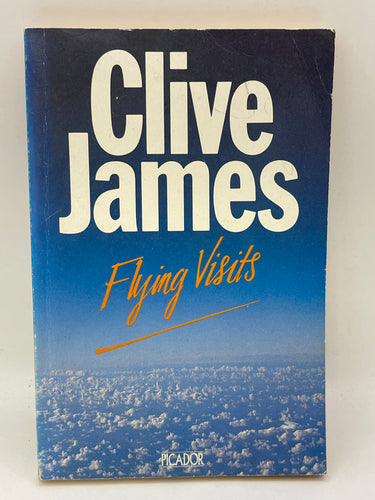 Clive
James
Flying Visits
PICADOR